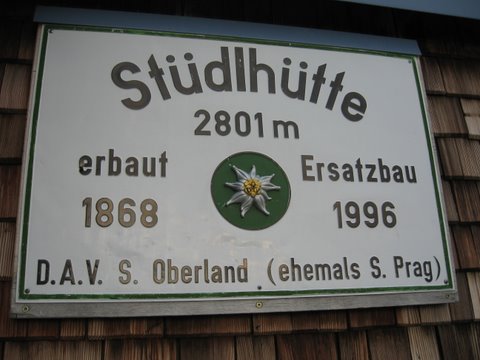 Stüdlhütte
2801 m
erbaut
1868
Ersatzbau
1996
D.A.V. S. Oberland (ehemals S. Prag)